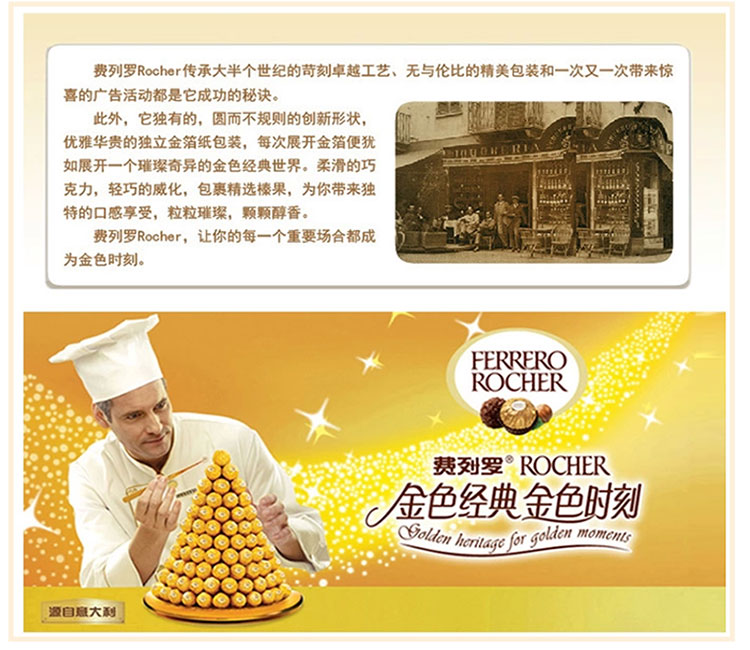 费列罗Rocher传承大半个世纪的苛刻卓越工艺、无与伦比的精美包装和一次又一次带来惊
喜的广告活动都是它成功的秘诀。
此外，它独有的，圆而不规则的创新形状，
优雅华贵的独立金箔纸包装，每次展开金箔便犹
如展开一个璀璨奇异的金色经典世界。柔滑的巧
克力，轻巧的威化，包裹精选榛果，为你带来独
特的口感享受，粒粒璀璨，颗颗醇香。
费列罗Rocher，让你的每一个重要场合都成
为金色时刻。
FERRERO
ROCHER
费列罗® ROCHER
金色经典 金色时刻
Golden heritage for golden moments
源自意大利